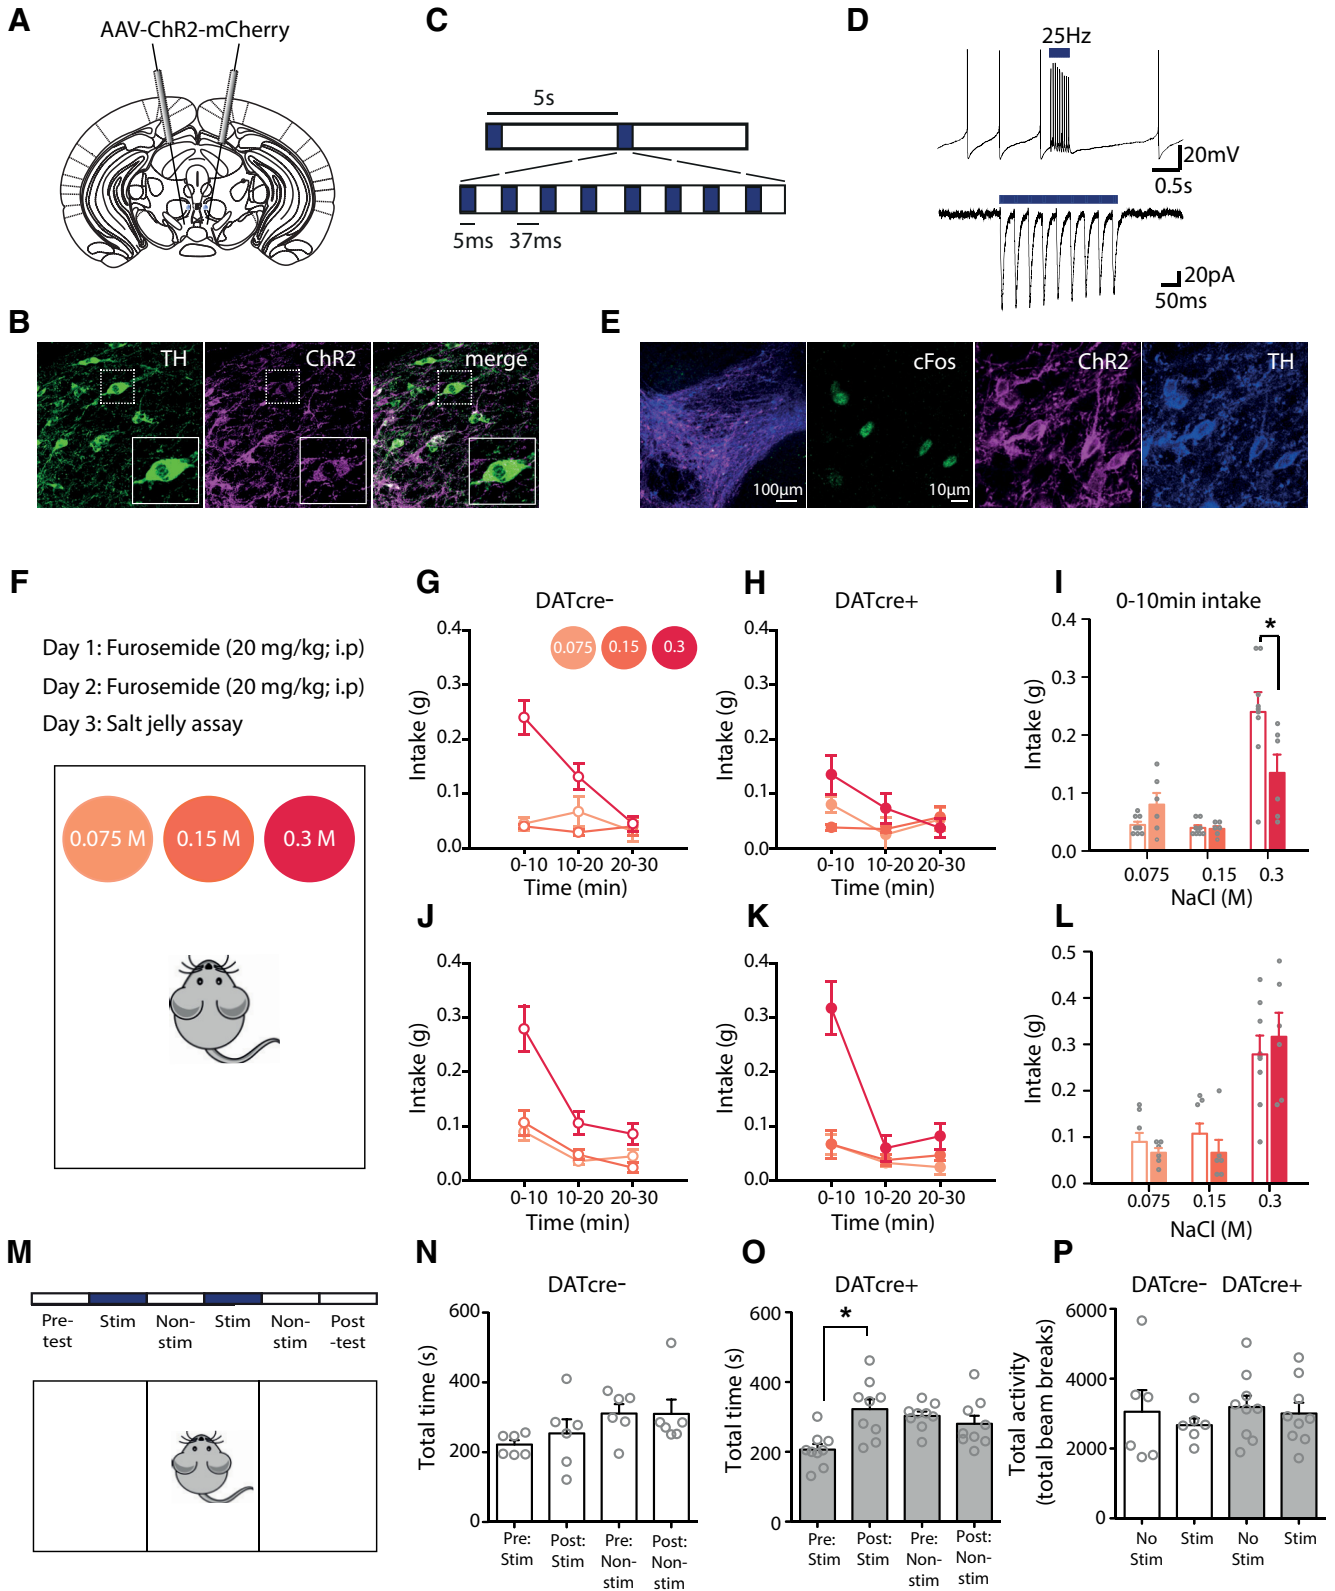 A
AAV-ChR2-mCherry
C
5s
5ms
37ms
D
25Hz
20mV
0.5s
20pA
50ms
B
TH
ChR2
merge
E
100µm
cFos
10µm
ChR2
TH
F
Day 1: Furosemide (20 mg/kg; i.p)
Day 2: Furosemide (20 mg/kg; i.p)
Day 3: Salt jelly assay
0.075 M
0.15 M
0.3 M
G
DATcre-
0.075
0.15
0.3
0.4
0.3
0.2
0.1
0.0
Intake (g)
0-10 10-20 20-30
Time (min)
H
DATcre+
0.4
0.3
0.2
0.1
0.0
Intake (g)
0-10 10-20 20-30
Time (min)
I
0-10min intake
*
0.4
0.3
0.2
0.1
0.0
Intake (g)
0.075 0.15 0.3
NaCl (M)
J
0.4
0.3
0.2
0.1
0.0
Intake (g)
0-10 10-20 20-30
Time (min)
K
0.4
0.3
0.2
0.1
0.0
Intake (g)
0-10 10-20 20-30
Time (min)
L
0.5
0.4
0.3
0.2
0.1
0.0
Intake (g)
0.075 0.15 0.3
NaCl (M)
M
Pre-
test
Stim
Non-
stim
Stim
Non-
stim
Post
-test
N
DATcre-
600
400
200
0
Total time (s)
Pre:
Stim
Post:
Stim
Pre:
Non-
stim
Post:
Non-
stim
O
DATcre+
*
600
400
200
0
Total time (s)
Pre:
Stim
Post:
Stim
Pre:
Non-
stim
Post:
Non-
stim
P
DATcre- DATcre+
6000
4000
2000
0
Total activity
(total beam breaks)
No
Stim
Stim
No
Stim
Stim